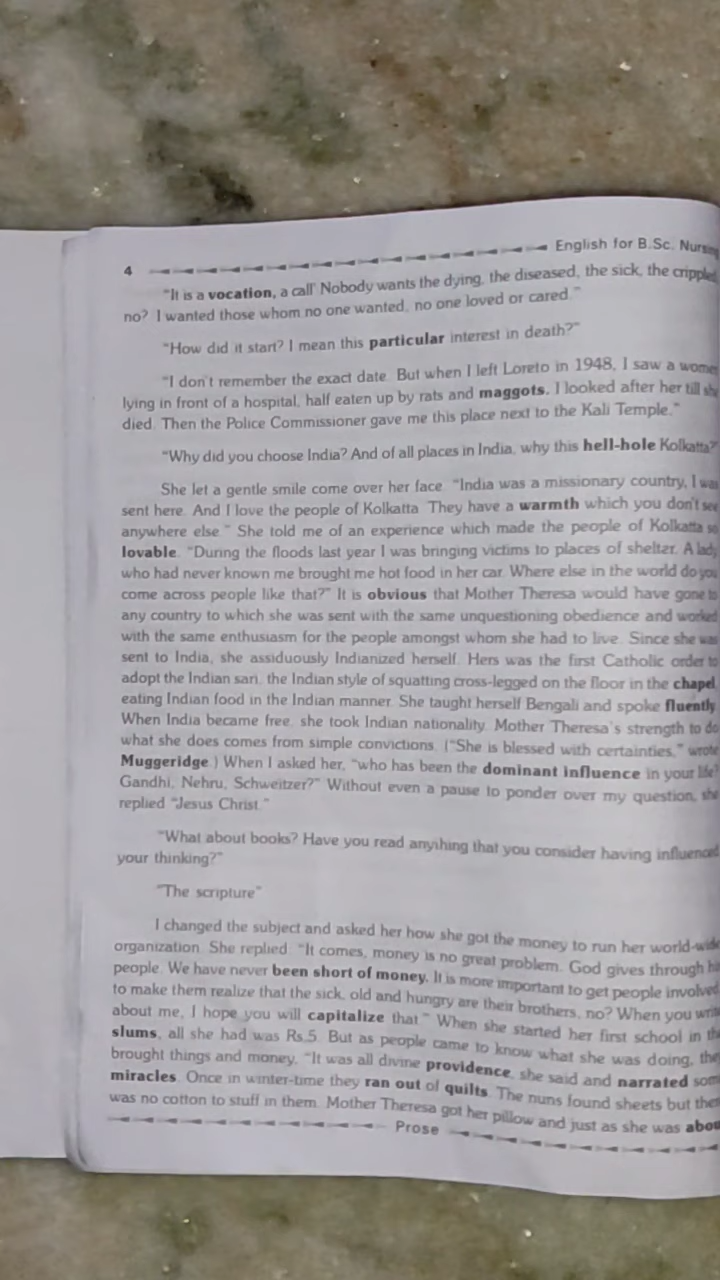 4 English for B.Sc. Nursing
"It is a vocation, a call' Nobody wants the dying, the diseased, the sick, the crippled
no? I wanted those whom no one wanted, no one loved or cared."
"How did it start? I mean this particular interest in death?"
"I don't remember the exact date. But when I left Loreto in 1948, I saw a women
lying in front of a hospital, half eaten up by rats and maggots. I looked after her till she
died. Then the Police Commissioner gave me this place next to the Kali Temple."
"Why did you choose India? And of all places in India, why this hell-hole Kolkatta?"
She let a gentle smile come over her face. "India was a missionary country, I was
sent here. And I love the people of Kolkatta. They have a warmth which you don't see
anywhere else." She told me of an experience which made the people of Kolkatta so
lovable. "During the floods last year I was bringing victims to places of shelter. A lady
who had never known me brought me hot food in her car. Where else in the world do you
come across people like that?" It is obvious that Mother Theresa would have gone to
any country to which she was sent with the same unquestioning obedience and worked
with the same enthusiasm for the people amongst whom she had to live. Since she was
sent to India, she assiduously Indianized herself. Hers was the first Catholic order to
adopt the Indian sari, the Indian style of squatting cross-legged on the floor in the chapel,
eating Indian food in the Indian manner. She taught herself Bengali and spoke fluently.
When India became free, she took Indian nationality. Mother Theresa's strength to do
what she does comes from simple convictions. ("She is blessed with certainties," wrote
Muggeridge.) When I asked her, "who has been the dominant influence in your life?
Gandhi, Nehru, Schweitzer?" Without even a pause to ponder over my question, she
replied "Jesus Christ."
"What about books? Have you read anyihing that you consider having influenced
your thinking?"
"The scripture"
I changed the subject and asked her how she got the money to run her world-wide
organization. She replied: "It comes, money is no great problem. God gives through his
people. We have never been short of money. It is more important to get people involved
to make them realize that the sick, old and hungry are their brothers, no? When you write
about me, I hope you will capitalize that." When she started her first school in the
slums, all she had was Rs.5. But as people came to know what she was doing, they
brought things and money, "It was all divine providence, she said and narrated some
miracles. Once in winter-time they ran out of quilts. The nuns found sheets but there
was no cotton to stuff in them. Mother Theresa got her pillow and just as she was about
Prose